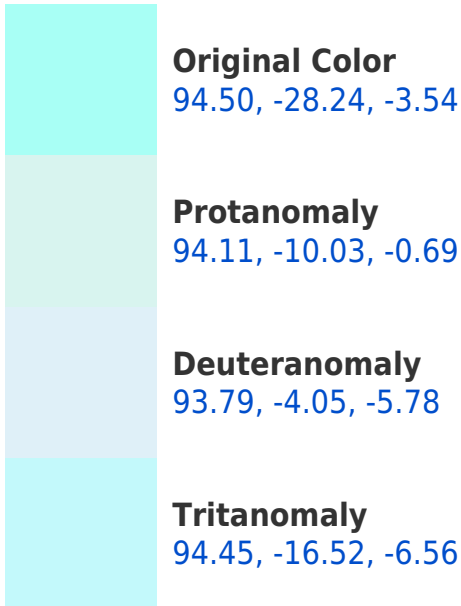 Original Color
94.50, -28.24, -3.54
Protanomaly
94.11, -10.03, -0.69
Deuteranomaly
93.79, -4.05, -5.78
Tritanomaly
94.45, -16.52, -6.56